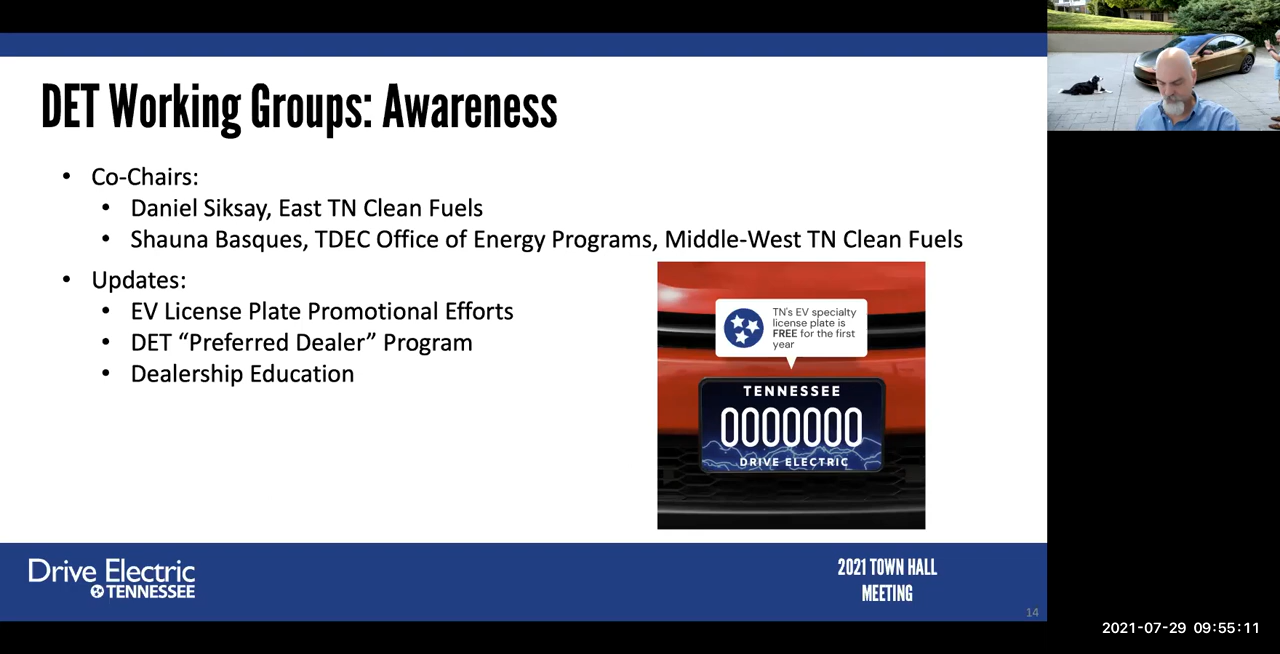 DET Working Groups: Awareness
• Co-Chairs:
• Daniel Siksay, East TN Clean Fuels
• Shauna Basques, TDEC Office of Energy Programs, Middle-West TN Clean Fuels
• Updates:
• EV License Plate Promotional Efforts
• DET “Preferred Dealer” Program
• Dealership Education
TN's EV specialty
license plate is
FREE for the first
year
TENNESSEE
0000000
DRIVE ELECTRIC
Drive Electric
TENNESSEE
2021 TOWN HALL
MEETING
14
2021-07-29 09:55:11